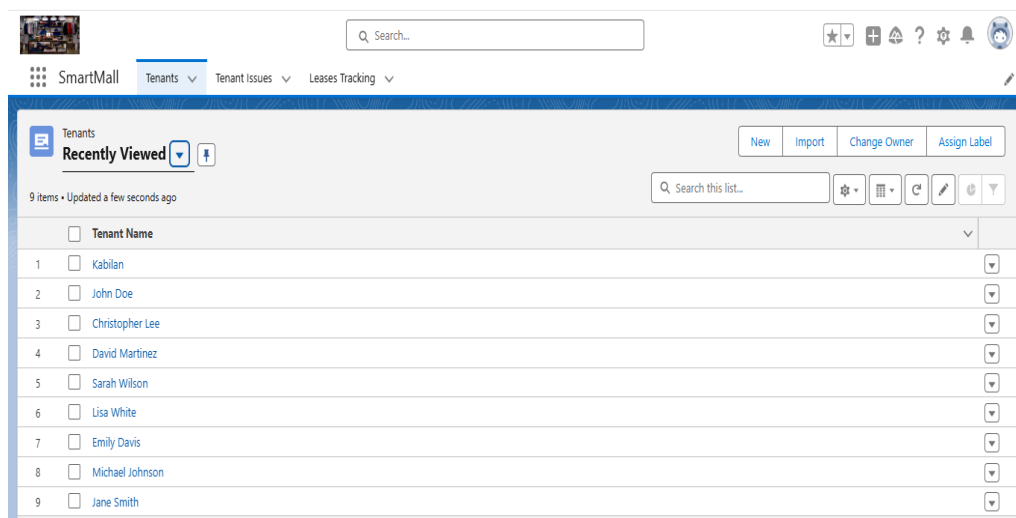 Search...
SmartMall Tenants Tenant Issues Leases Tracking
Tenants
Recently Viewed
New Import Change Owner Assign Label
9 items • Updated a few seconds ago
Search this list...
Tenant Name
1 Kabilan
2 John Doe
3 Christopher Lee
4 David Martinez
5 Sarah Wilson
6 Lisa White
7 Emily Davis
8 Michael Johnson
9 Jane Smith